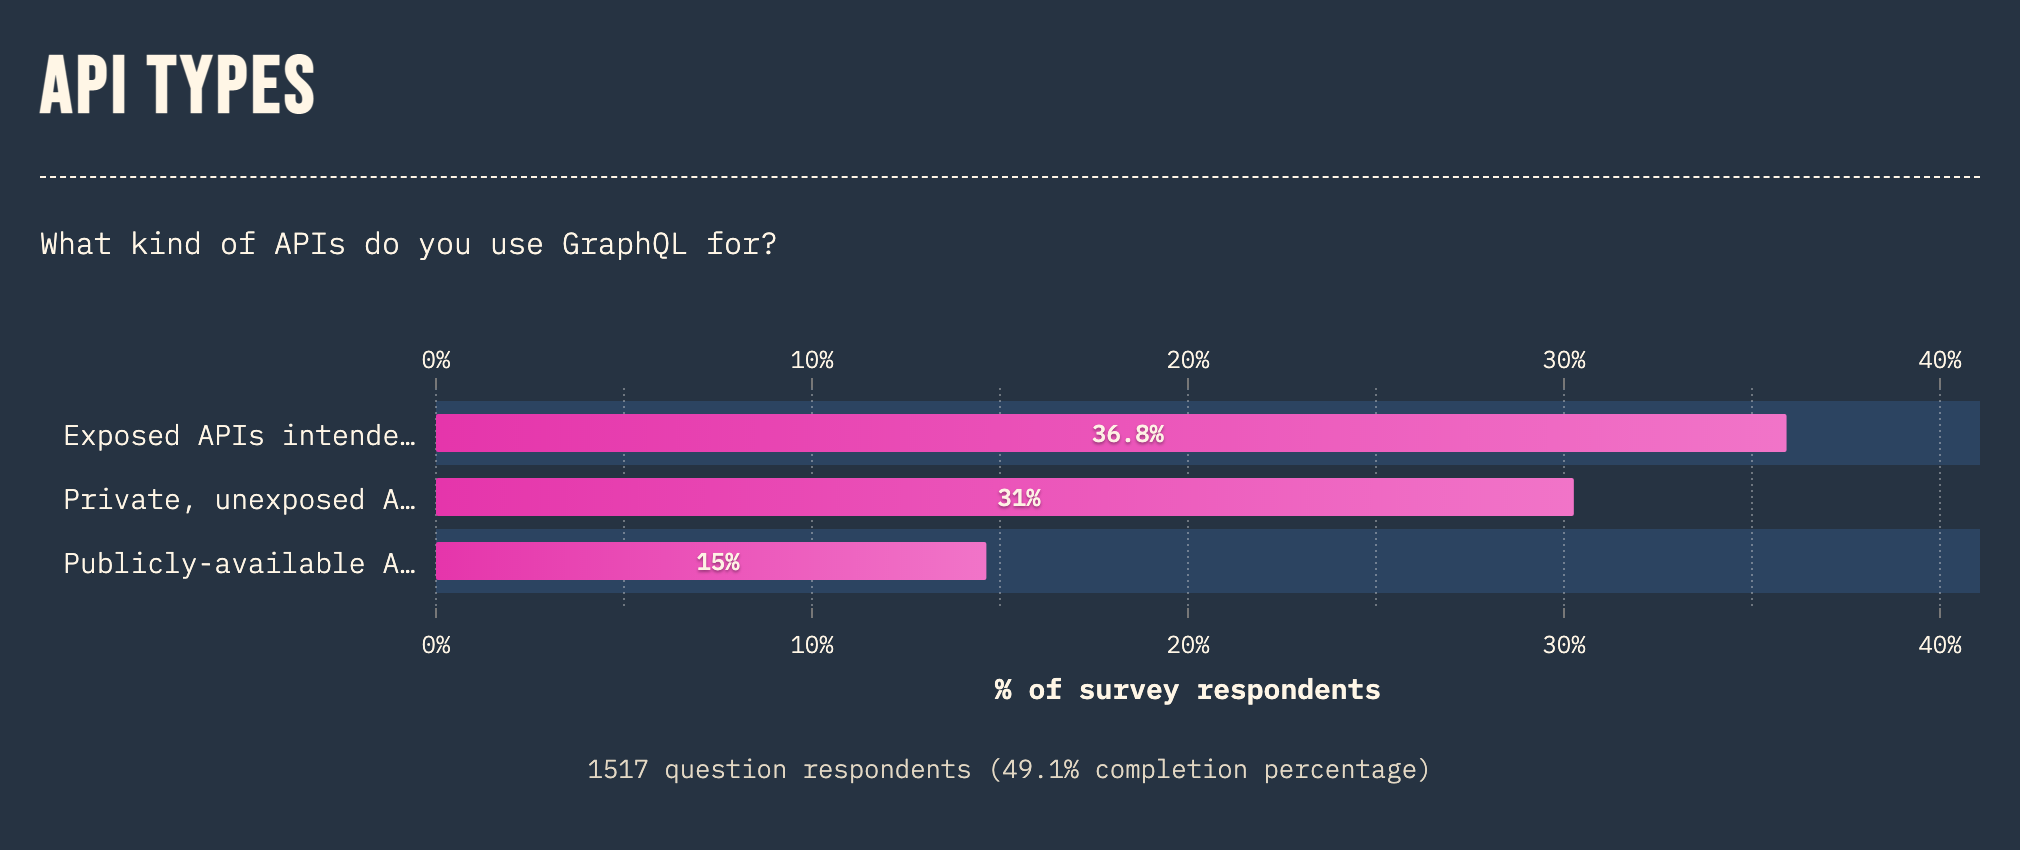 API TYPES
What kind of APIs do you use GraphQL for?
0% 10% 20% 30% 40%
Exposed APIs intende… 36.8%
Private, unexposed A… 31%
Publicly-available A… 15%
0% 10% 20% 30% 40%
% of survey respondents
1517 question respondents (49.1% completion percentage)